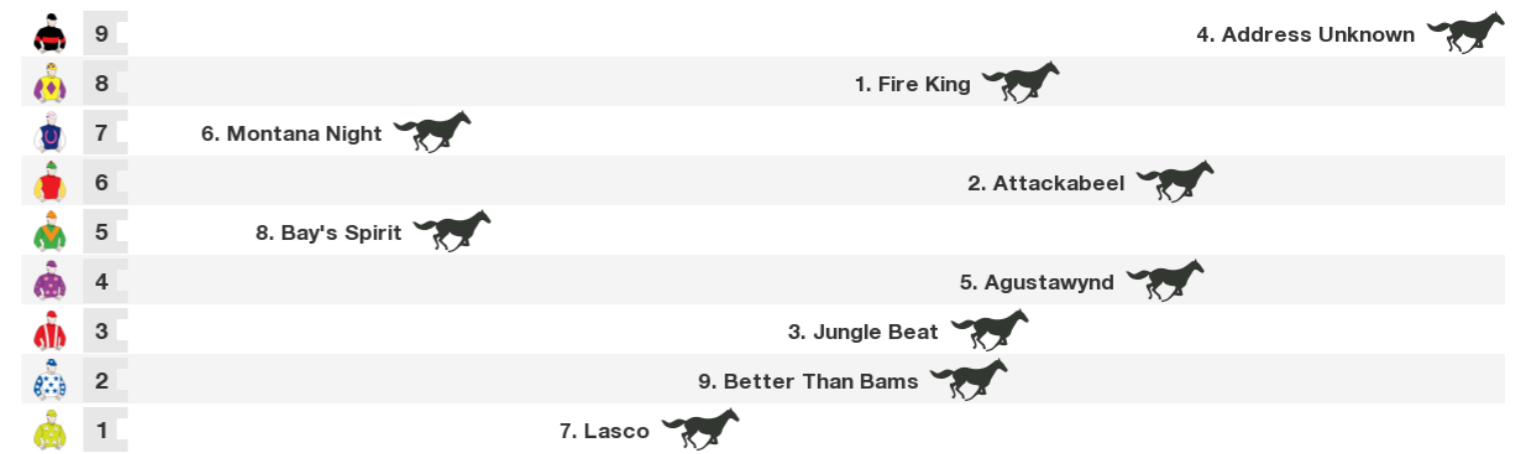 9 4. Address Unknown
8 1. Fire King
7 6. Montana Night
6 2. Attackabeel
5 8. Bay's Spirit
4 5. Agustawynd
3 3. Jungle Beat
2 9. Better Than Bams
1 7. Lasco